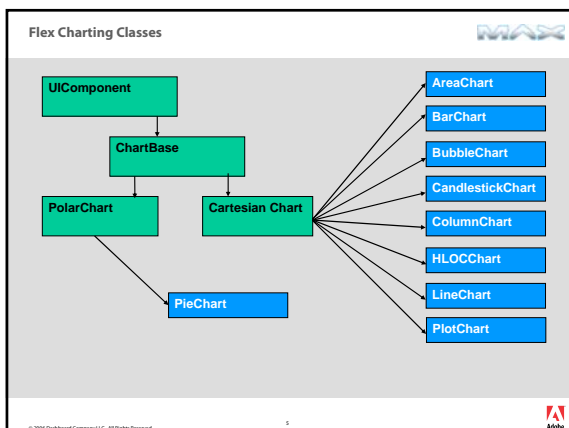 Flex Charting Classes
MAX
UIComponent
ChartBase
PolarChart
Cartesian Chart
PieChart
AreaChart
BarChart
BubbleChart
CandlestickChart
ColumnChart
HLOCChart
LineChart
PlotChart
5
Adobe